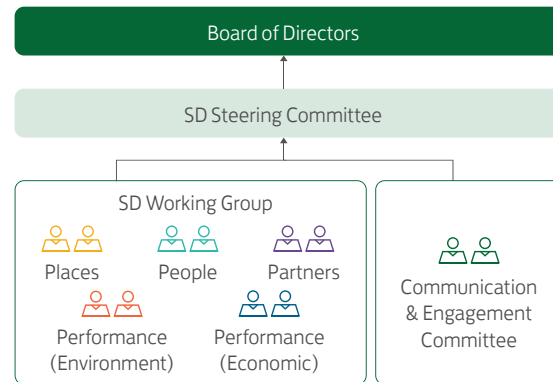 Board of Directors
SD Steering Committee
SD Working Group
Places
People
Partners
Performance
(Environment)
Performance
(Economic)
Communication
& Engagement
Committee